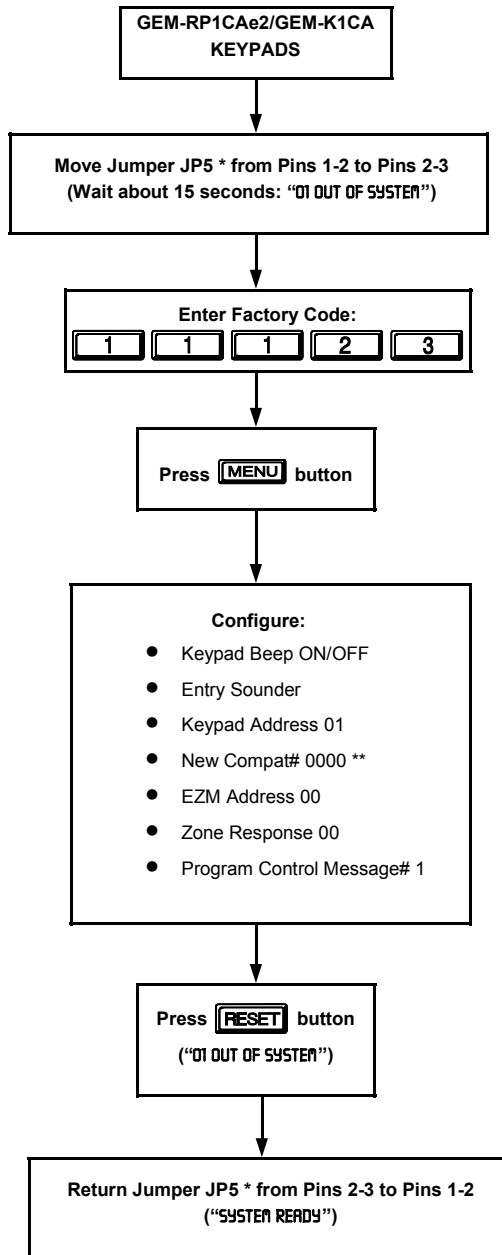 GEM-RP1CAe2/GEM-K1CA
KEYPADS
Move Jumper JP5 * from Pins 1-2 to Pins 2-3
(Wait about 15 seconds: “01 OUT OF SYSTEM”)
Enter Factory Code:
1 1 1 2 3
Press MENU button
Configure:
● Keypad Beep ON/OFF
● Entry Sounder
● Keypad Address 01
● New Compat# 0000 **
● EZM Address 00
● Zone Response 00
● Program Control Message# 1
Press RESET button
(“01 OUT OF SYSTEM”)
Return Jumper JP5 * from Pins 2-3 to Pins 1-2
(“SYSTEM READY”)